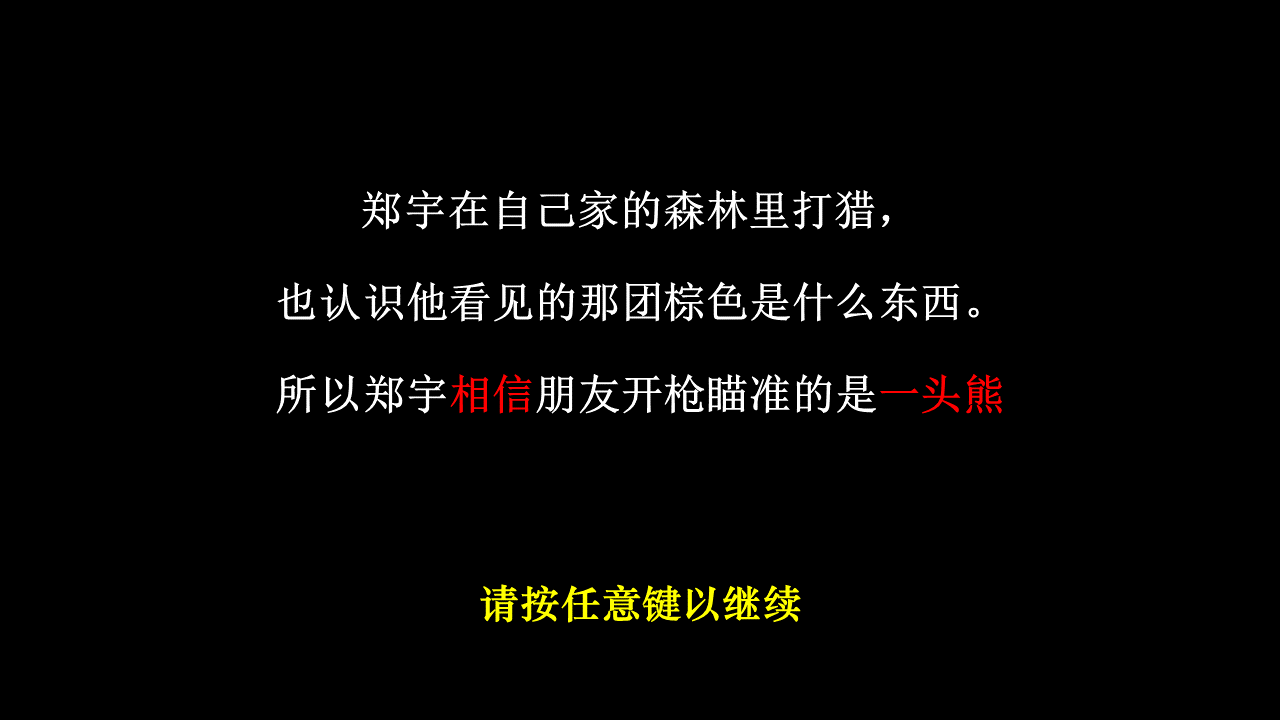 郑宇在自己家的森林里打猎，
也认识他看见的那团棕色是什么东西。
所以郑宇相信朋友开枪瞄准的是一头熊
请按任意键以继续